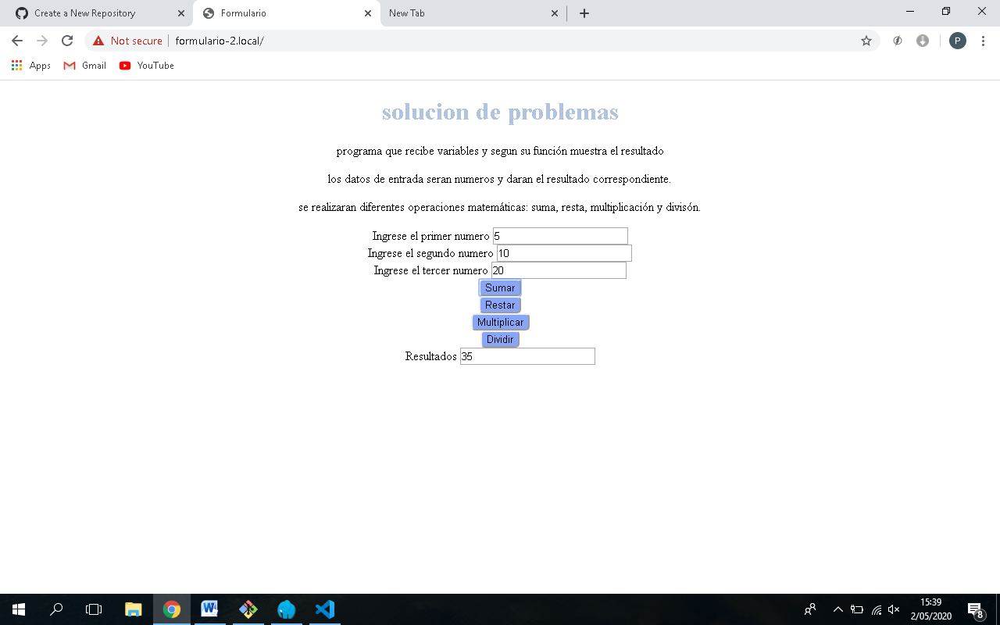 Create a New Repository
Formulario
New Tab
Not secure
formulario-2.local/
P
Apps
Gmail
YouTube
solucion de problemas
programa que recibe variables y segun su función muestra el resultado
los datos de entrada seran numeros y daran el resultado correspondiente.
se realizaran diferentes operaciones matemáticas: suma, resta, multiplicación y divisón.
Ingrese el primer numero 5
Ingrese el segundo numero 10
Ingrese el tercer numero 20
Sumar
Restar
Multiplicar
Dividir
Resultados 35
W
15:39
2/05/2020
8